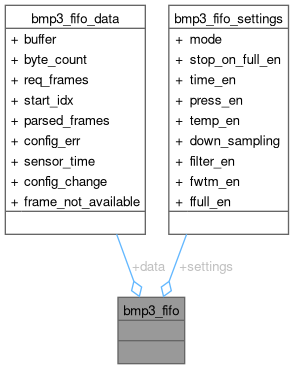 bmp3_fifo_data
+ buffer
+ byte_count
+ req_frames
+ start_idx
+ parsed_frames
+ config_err
+ sensor_time
+ config_change
+ frame_not_available
bmp3_fifo_settings
+ mode
+ stop_on_full_en
+ time_en
+ press_en
+ temp_en
+ down_sampling
+ filter_en
+ fwtm_en
+ ffull_en
+data
+settings
bmp3_fifo